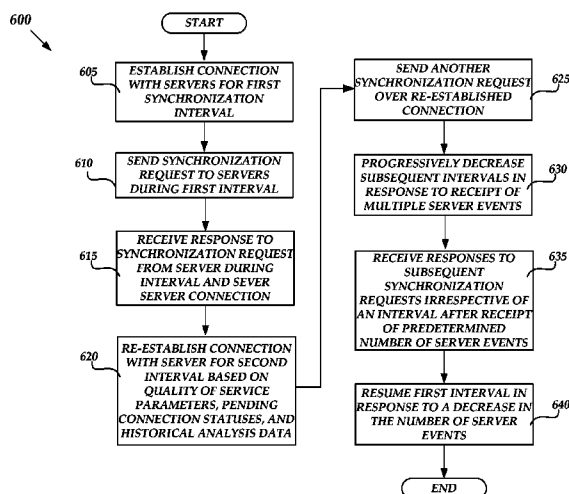 600
START
605
ESTABLISH CONNECTION
WITH SERVERS FOR FIRST
SYNCHRONIZATION
INTERVAL
610
SEND SYNCHRONIZATION
REQUEST TO SERVERS
DURING FIRST INTERVAL
615
RECEIVE RESPONSE TO
SYNCHRONIZATION REQUEST
FROM SERVER DURING
INTERVAL AND SEVER
SERVER CONNECTION
620
RE-ESTABLISH CONNECTION
WITH SERVER FOR SECOND
INTERVAL BASED ON
QUALITY OF SERVICE
PARAMETERS, PENDING
CONNECTION STATUSES, AND
HISTORICAL ANALYSIS DATA
SEND ANOTHER
SYNCHRONIZATION REQUEST
OVER RE-ESTABLISHED
CONNECTION
625
PROGRESSIVELY DECREASE
SUBSEQUENT INTERVALS IN
RESPONSE TO RECEIPT OF
MULTIPLE SERVER EVENTS
630
RECEIVE RESPONSES TO
SUBSEQUENT
SYNCHRONIZATION
REQUESTS IRRESPECTIVE OF
AN INTERVAL AFTER RECEIPT
OF PREDETERMINED
NUMBER OF SERVER EVENTS
635
RESUME FIRST INTERVAL IN
RESPONSE TO A DECREASE IN
THE NUMBER OF SERVER
EVENTS
640
END